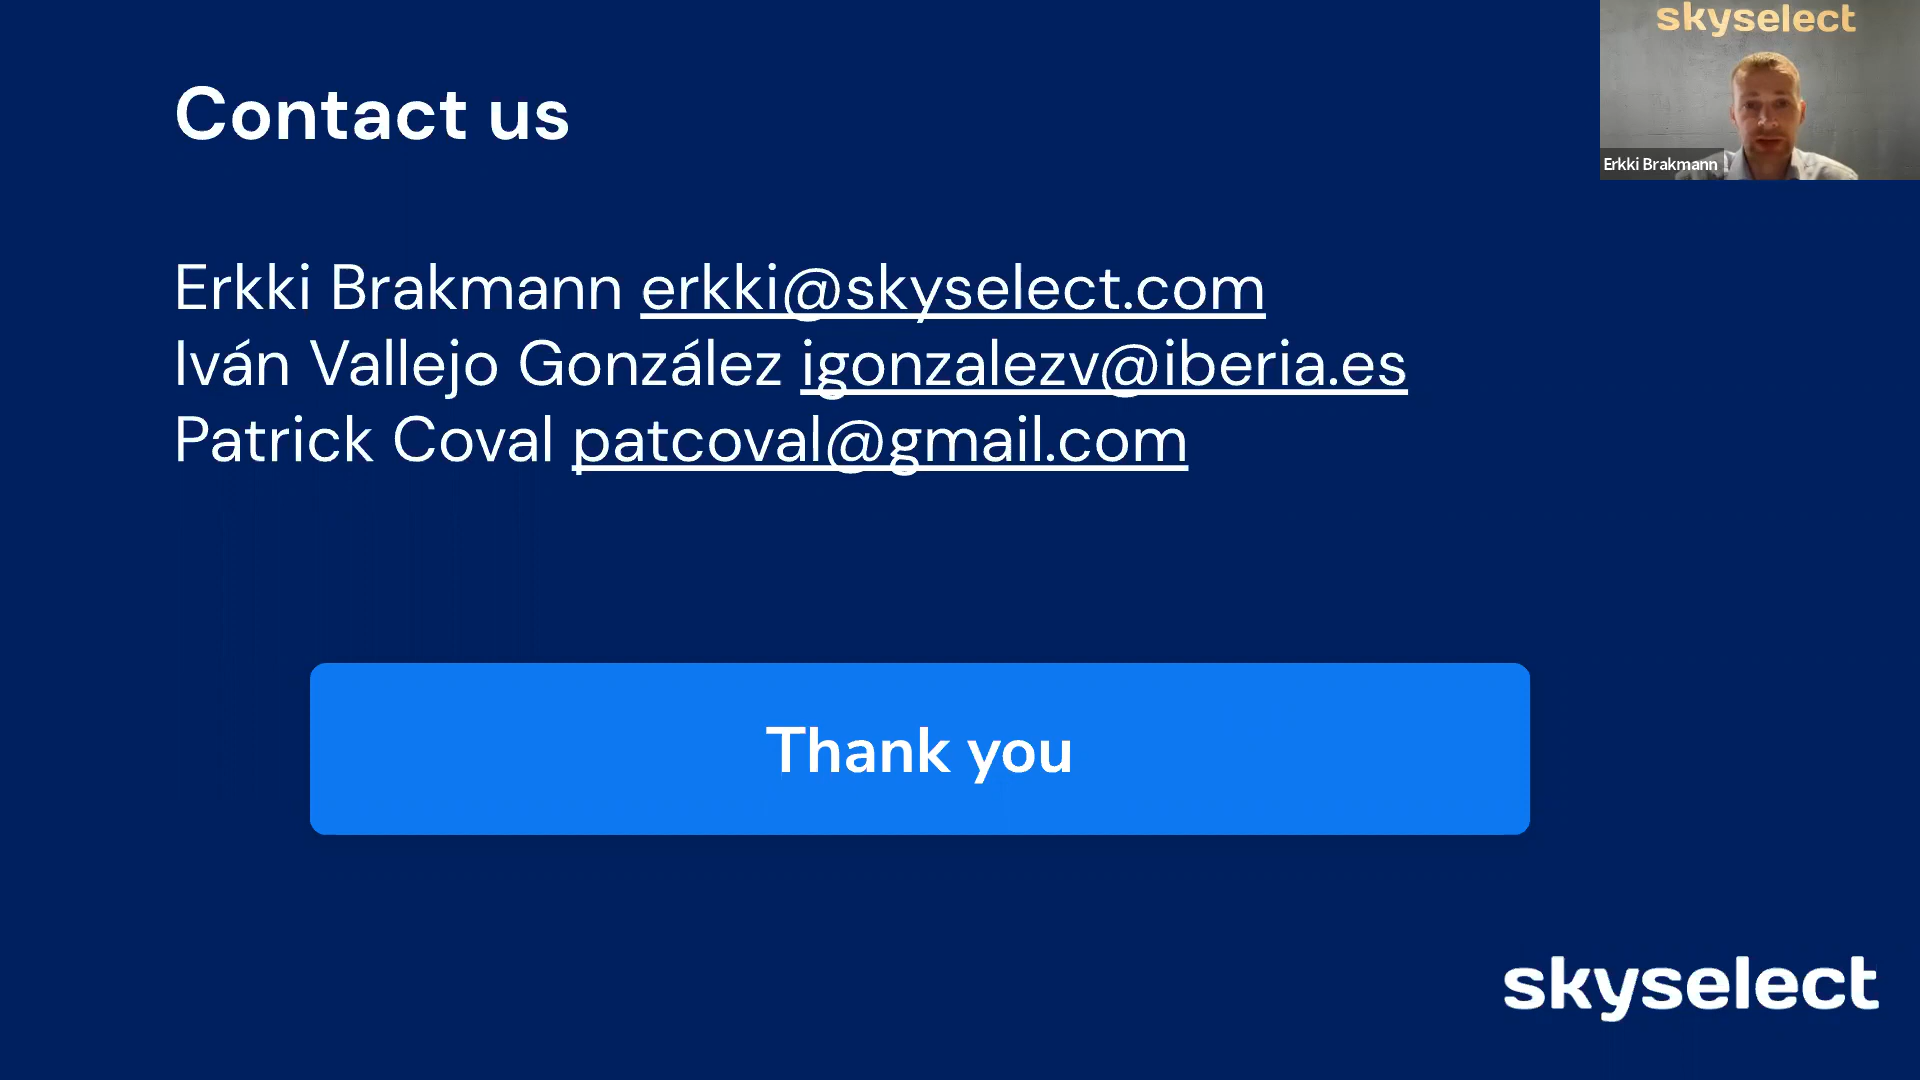 skyselect
Contact us
Erkki Brakmann
Erkki Brakmann erkki@skyselect.com
Iván Vallejo González igonzalezv@iberia.es
Patrick Coval patcoval@gmail.com
Thank you
skyselect